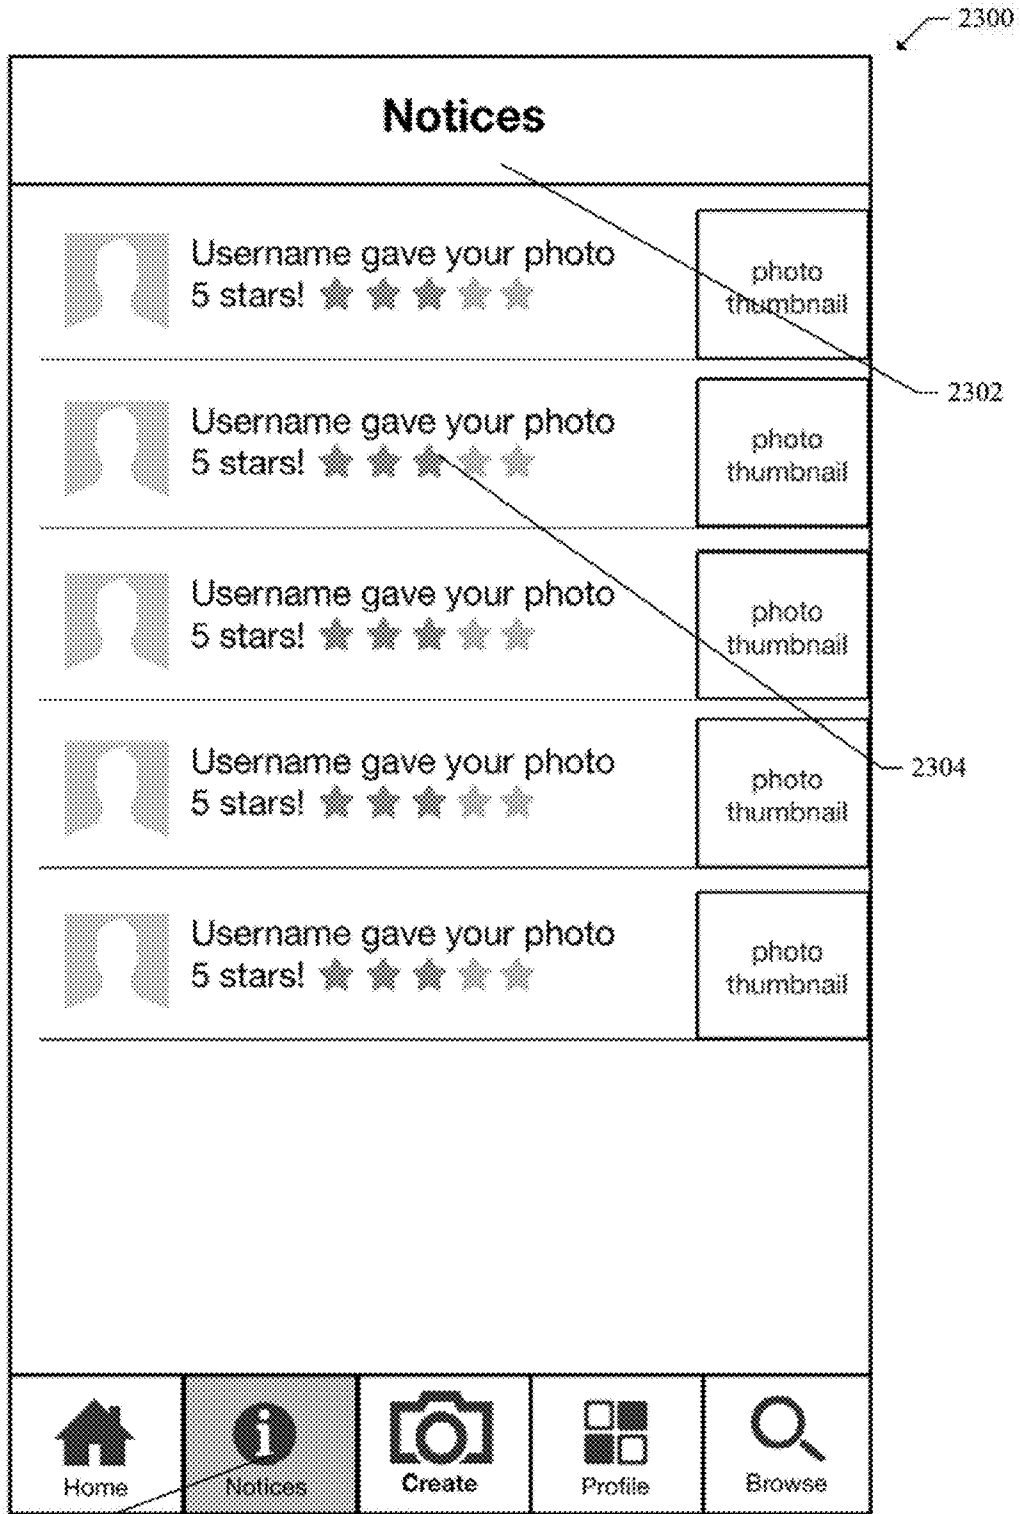 2300
Notices
Username gave your photo
5 stars!
photo
thumbnail
2302
Username gave your photo
5 stars!
photo
thumbnail
Username gave your photo
5 stars!
photo
thumbnail
Username gave your photo
5 stars!
photo
thumbnail
2304
Username gave your photo
5 stars!
photo
thumbnail
Home
Notices
Create
Profile
Browse